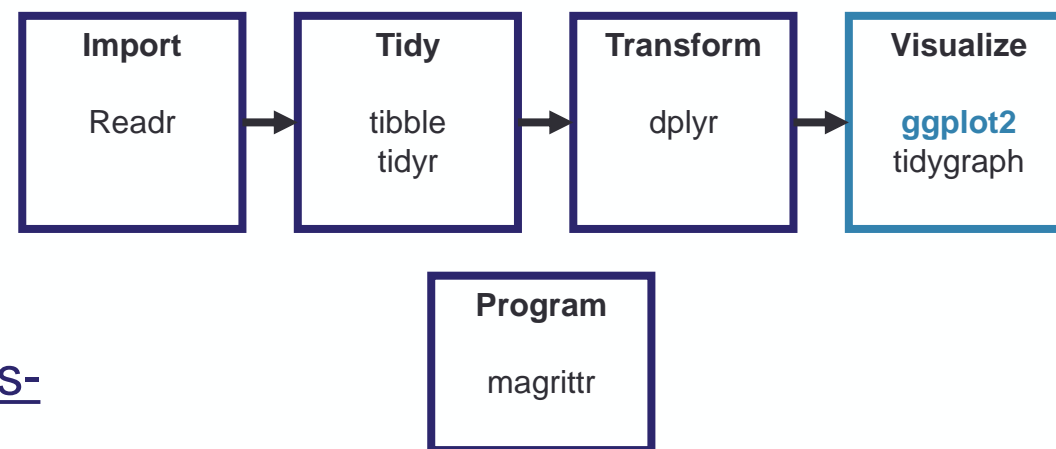 Import
Readr
Tidy
tibble
tidyr
Transform
dplyr
Visualize
ggplot2
tidygraph
Program
magrittr
s-